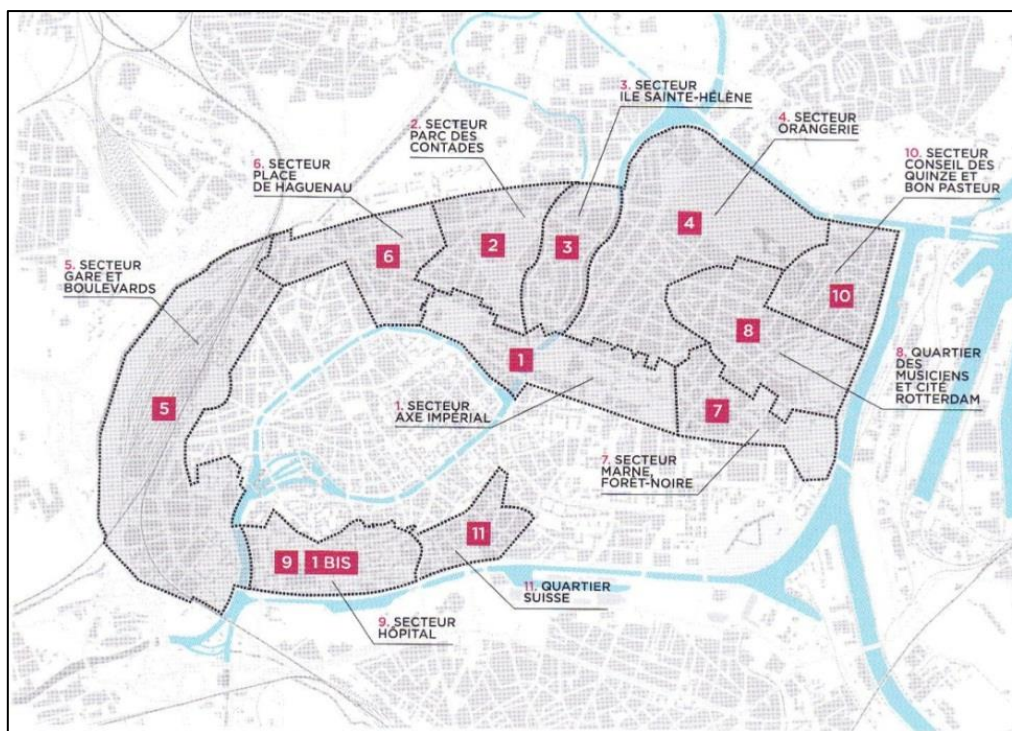 3. SECTEUR
ILE SAINTE-HÉLÈNE
2. SECTEUR
PARC DES
CONTADES
4. SECTEUR
ORANGERIE
10. SECTEUR
CONSEIL DES
QUINZE ET
BON PASTEUR
6. SECTEUR
PLACE
DE HAGUENAU
5. SECTEUR
GARE ET
BOULEVARDS
4
2
3
6
10
8
1
5
7
8. QUARTIER
DES
MUSICIENS
ET CITÉ
ROTTERDAM
1. SECTEUR
AXE IMPÉRIAL
7. SECTEUR
MARNE,
FORÊT-NOIRE
11
9
1 BIS
11. QUARTIER
SUISSE
9. SECTEUR
HÔPITAL